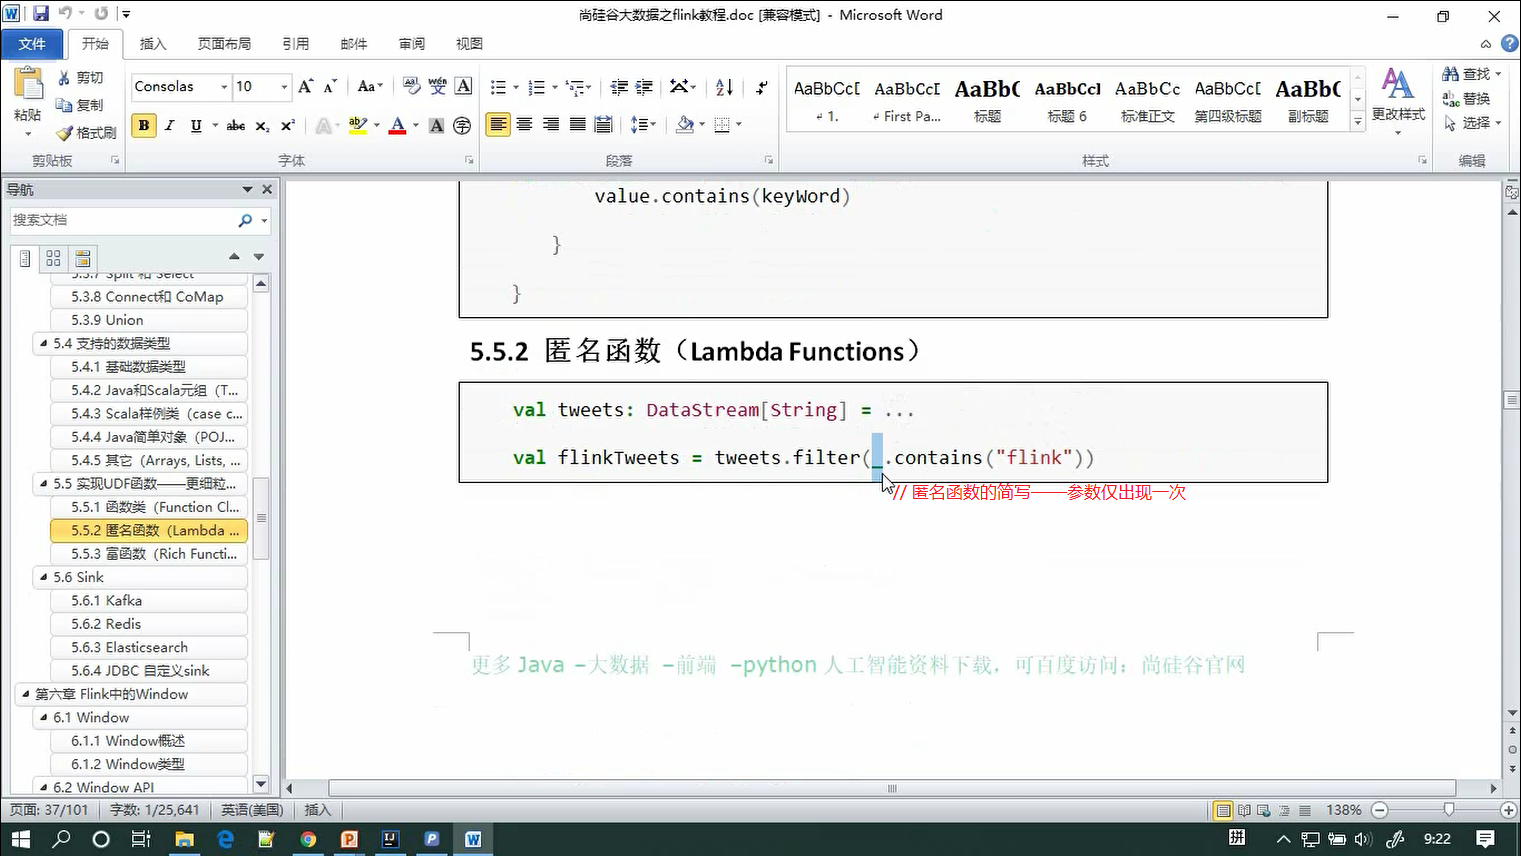 尚硅谷大数据之flink教程.doc [兼容模式] - Microsoft Word
文件 开始 插入 页面布局 引用 邮件 审阅 视图
粘贴 剪切 复制 格式刷 剪贴板
Consolas 10 字体
段落
AaBbCcD AaBbCcD AaBbC AaBbCcI AaBbCc AaBbCcD AaBbC
1. First Pa... 标题 标题 6 标准正文 第四级标题 副标题
更改样式 样式
查找 替换 选择 编辑
导航
搜索文档
5.3.7 Split 和 Select
5.3.8 Connect和 CoMap
5.3.9 Union
5.4 支持的数据类型
5.4.1 基础数据类型
5.4.2 Java和Scala元组（T...
5.4.3 Scala样例类（case c...
5.4.4 Java简单对象（POJ...
5.4.5 其它（Arrays, Lists, ...
5.5 实现UDF函数——更细粒...
5.5.1 函数类（Function Cl...
5.5.2 匿名函数（Lambda ...
5.5.3 富函数（Rich Functi...
5.6 Sink
5.6.1 Kafka
5.6.2 Redis
5.6.3 Elasticsearch
5.6.4 JDBC 自定义sink
第六章 Flink中的Window
6.1 Window
6.1.1 Window概述
6.1.2 Window类型
6.2 Window API
value.contains(keyWord)
}
}
5.5.2 匿名函数（Lambda Functions）
val tweets: DataStream[String] = ...
val flinkTweets = tweets.filter(_.contains("flink"))
// 匿名函数的简写——参数仅出现一次
更多 Java –大数据 –前端 –python 人工智能资料下载，可百度访问：尚硅谷官网
页面: 37/101 字数: 1/25,641 英语(美国) 插入 138%
拼 9:22